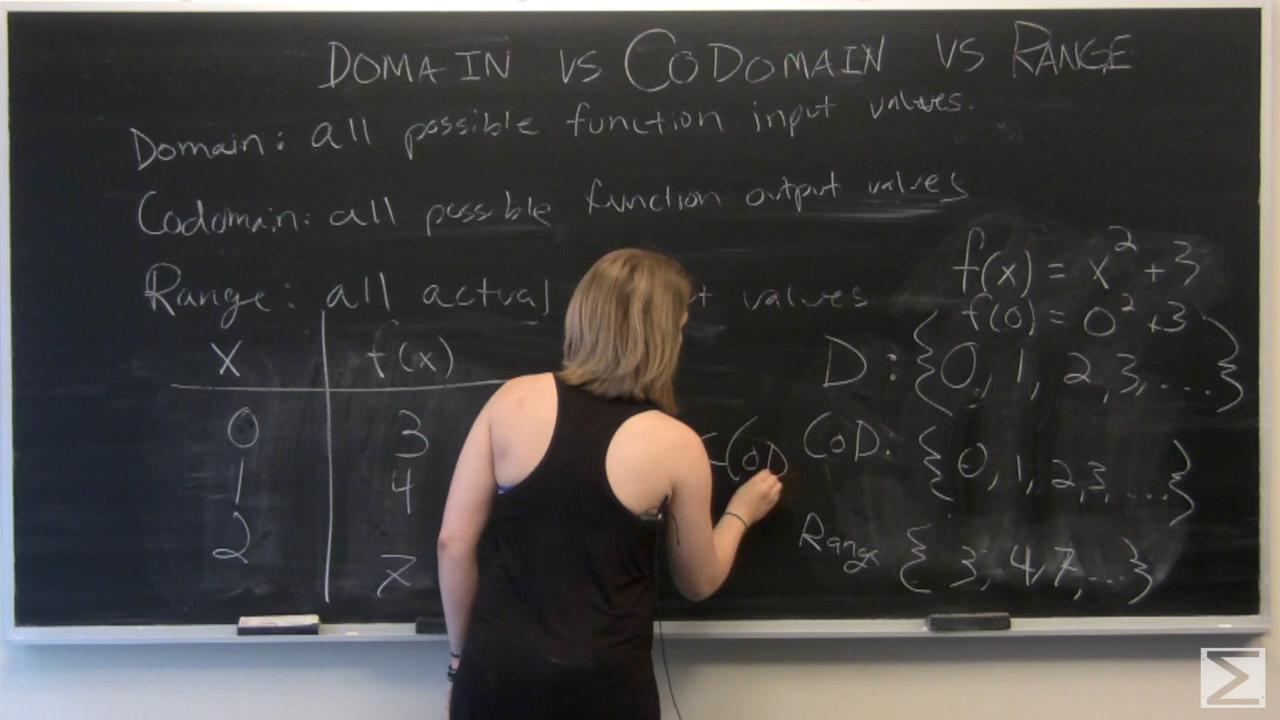 DOMAIN VS CODOMAIN VS RANGE
Domain: all possible function input values.
Codomain: all possible function output values
Range: all actual values
f(x) = x² + 3
f(0) = 0² + 3
x f(x)
0 3
1 4
2 7
D: {0, 1, 2, 3, ...}
CoD
CoD: {0, 1, 2, 3, ...}
Range {3, 4, 7, ...}
Σ